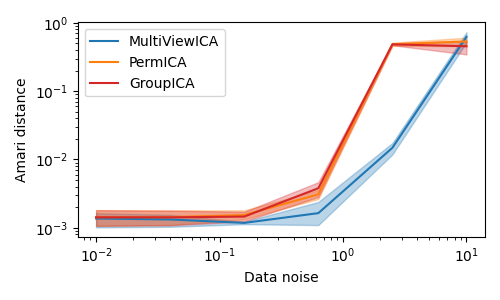 Amari distance
10⁰
10⁻¹
10⁻²
10⁻³
MultiViewICA
PermICA
GroupICA
10⁻² 10⁻¹ 10⁰ 10¹
Data noise